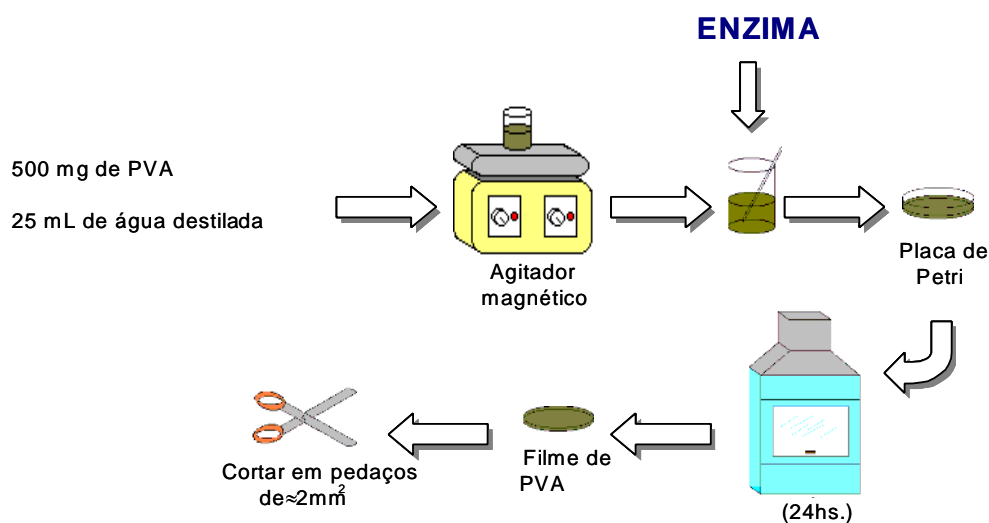 ENZIMA
500 mg de PVA
25 mL de água destilada
Agitador
magnético
Placa de
Petri
(24hs.)
Filme de
PVA
Cortar em pedaços
de≈2mm²